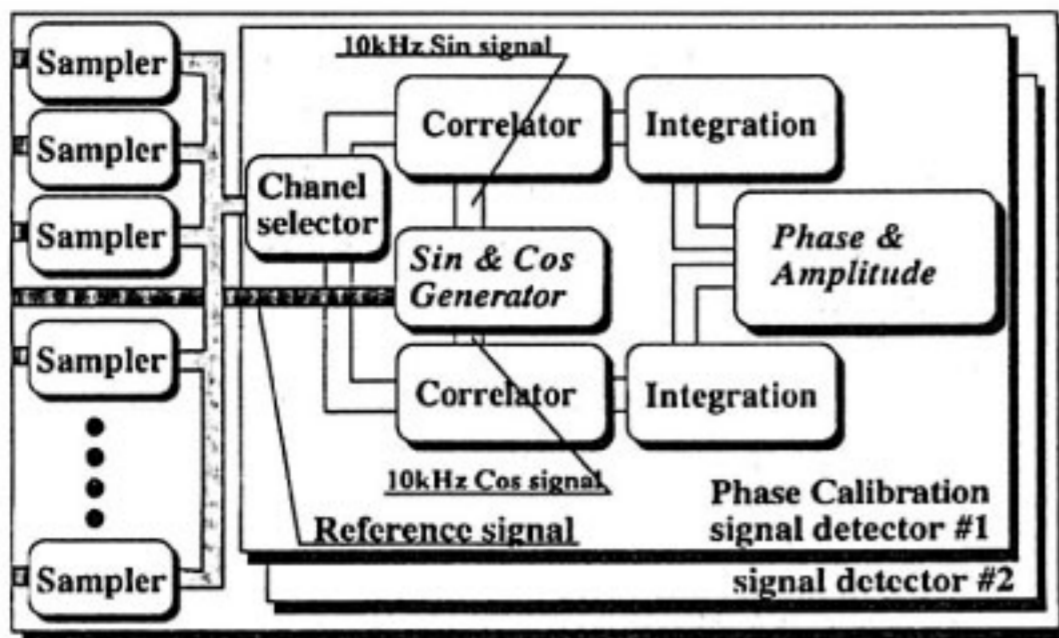 Sampler
Sampler
Sampler
Sampler
Sampler
10kHz Sin signal
Correlator
Integration
Chanel
selector
Sin & Cos
Generator
Phase &
Amplitude
Correlator
Integration
10kHz Cos signal
Reference signal
Phase Calibration
signal detector #1
signal detector #2